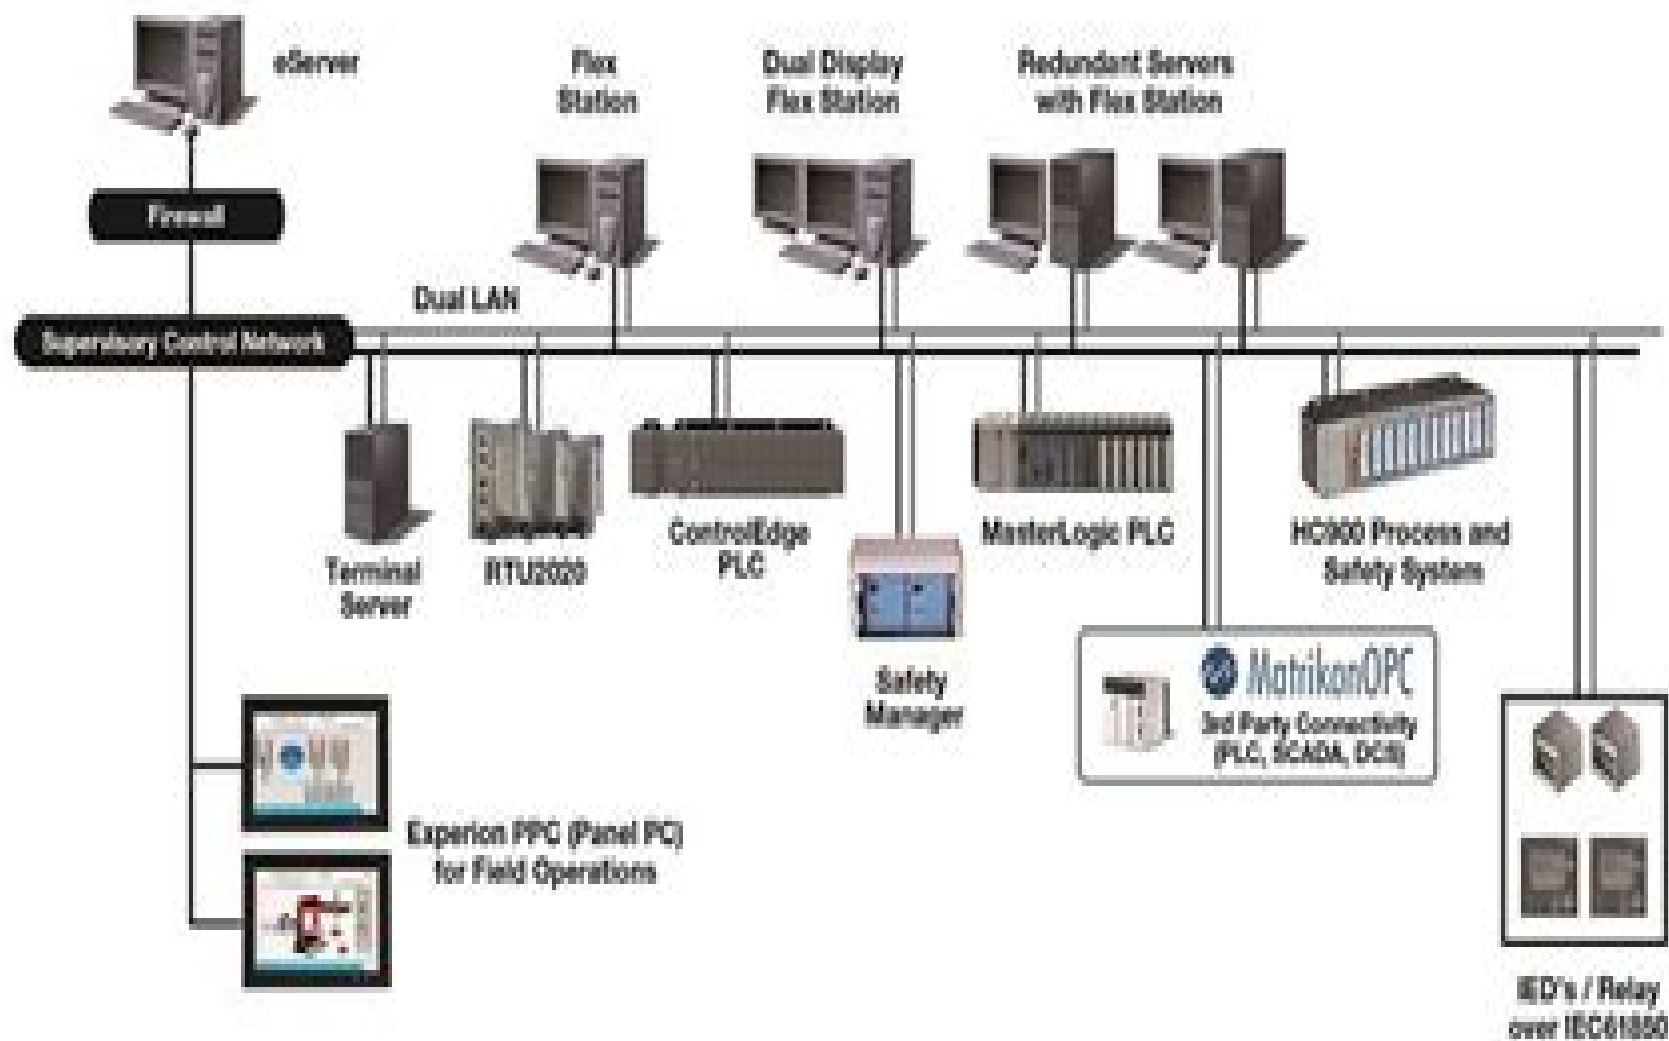 eServer
Flex
Station
Dual Display
Flex Station
Redundant Servers
with Flex Station
Firewall
Dual LAN
Supervisory Control Network
Terminal
Server
RTU2020
ControlEdge
PLC
Safety
Manager
MasterLogic PLC
HC900 Process and
Safety System
MatrikonOPC
3rd Party Connectivity
(PLC, SCADA, DCS)
Experion PPC (Panel PC)
for Field Operations
IED's / Relay
over IEC61850